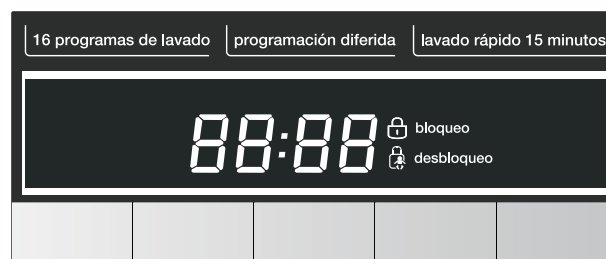 16 programas de lavado
programación diferida
lavado rápido 15 minutos
88:88
bloqueo
desbloqueo